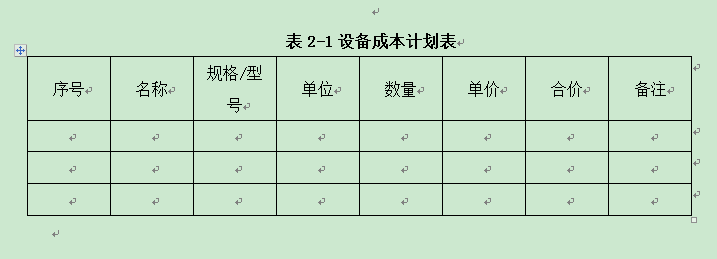 表 2-1 设备成本计划表
序号 名称 规格/型号 单位 数量 单价 合价 备注